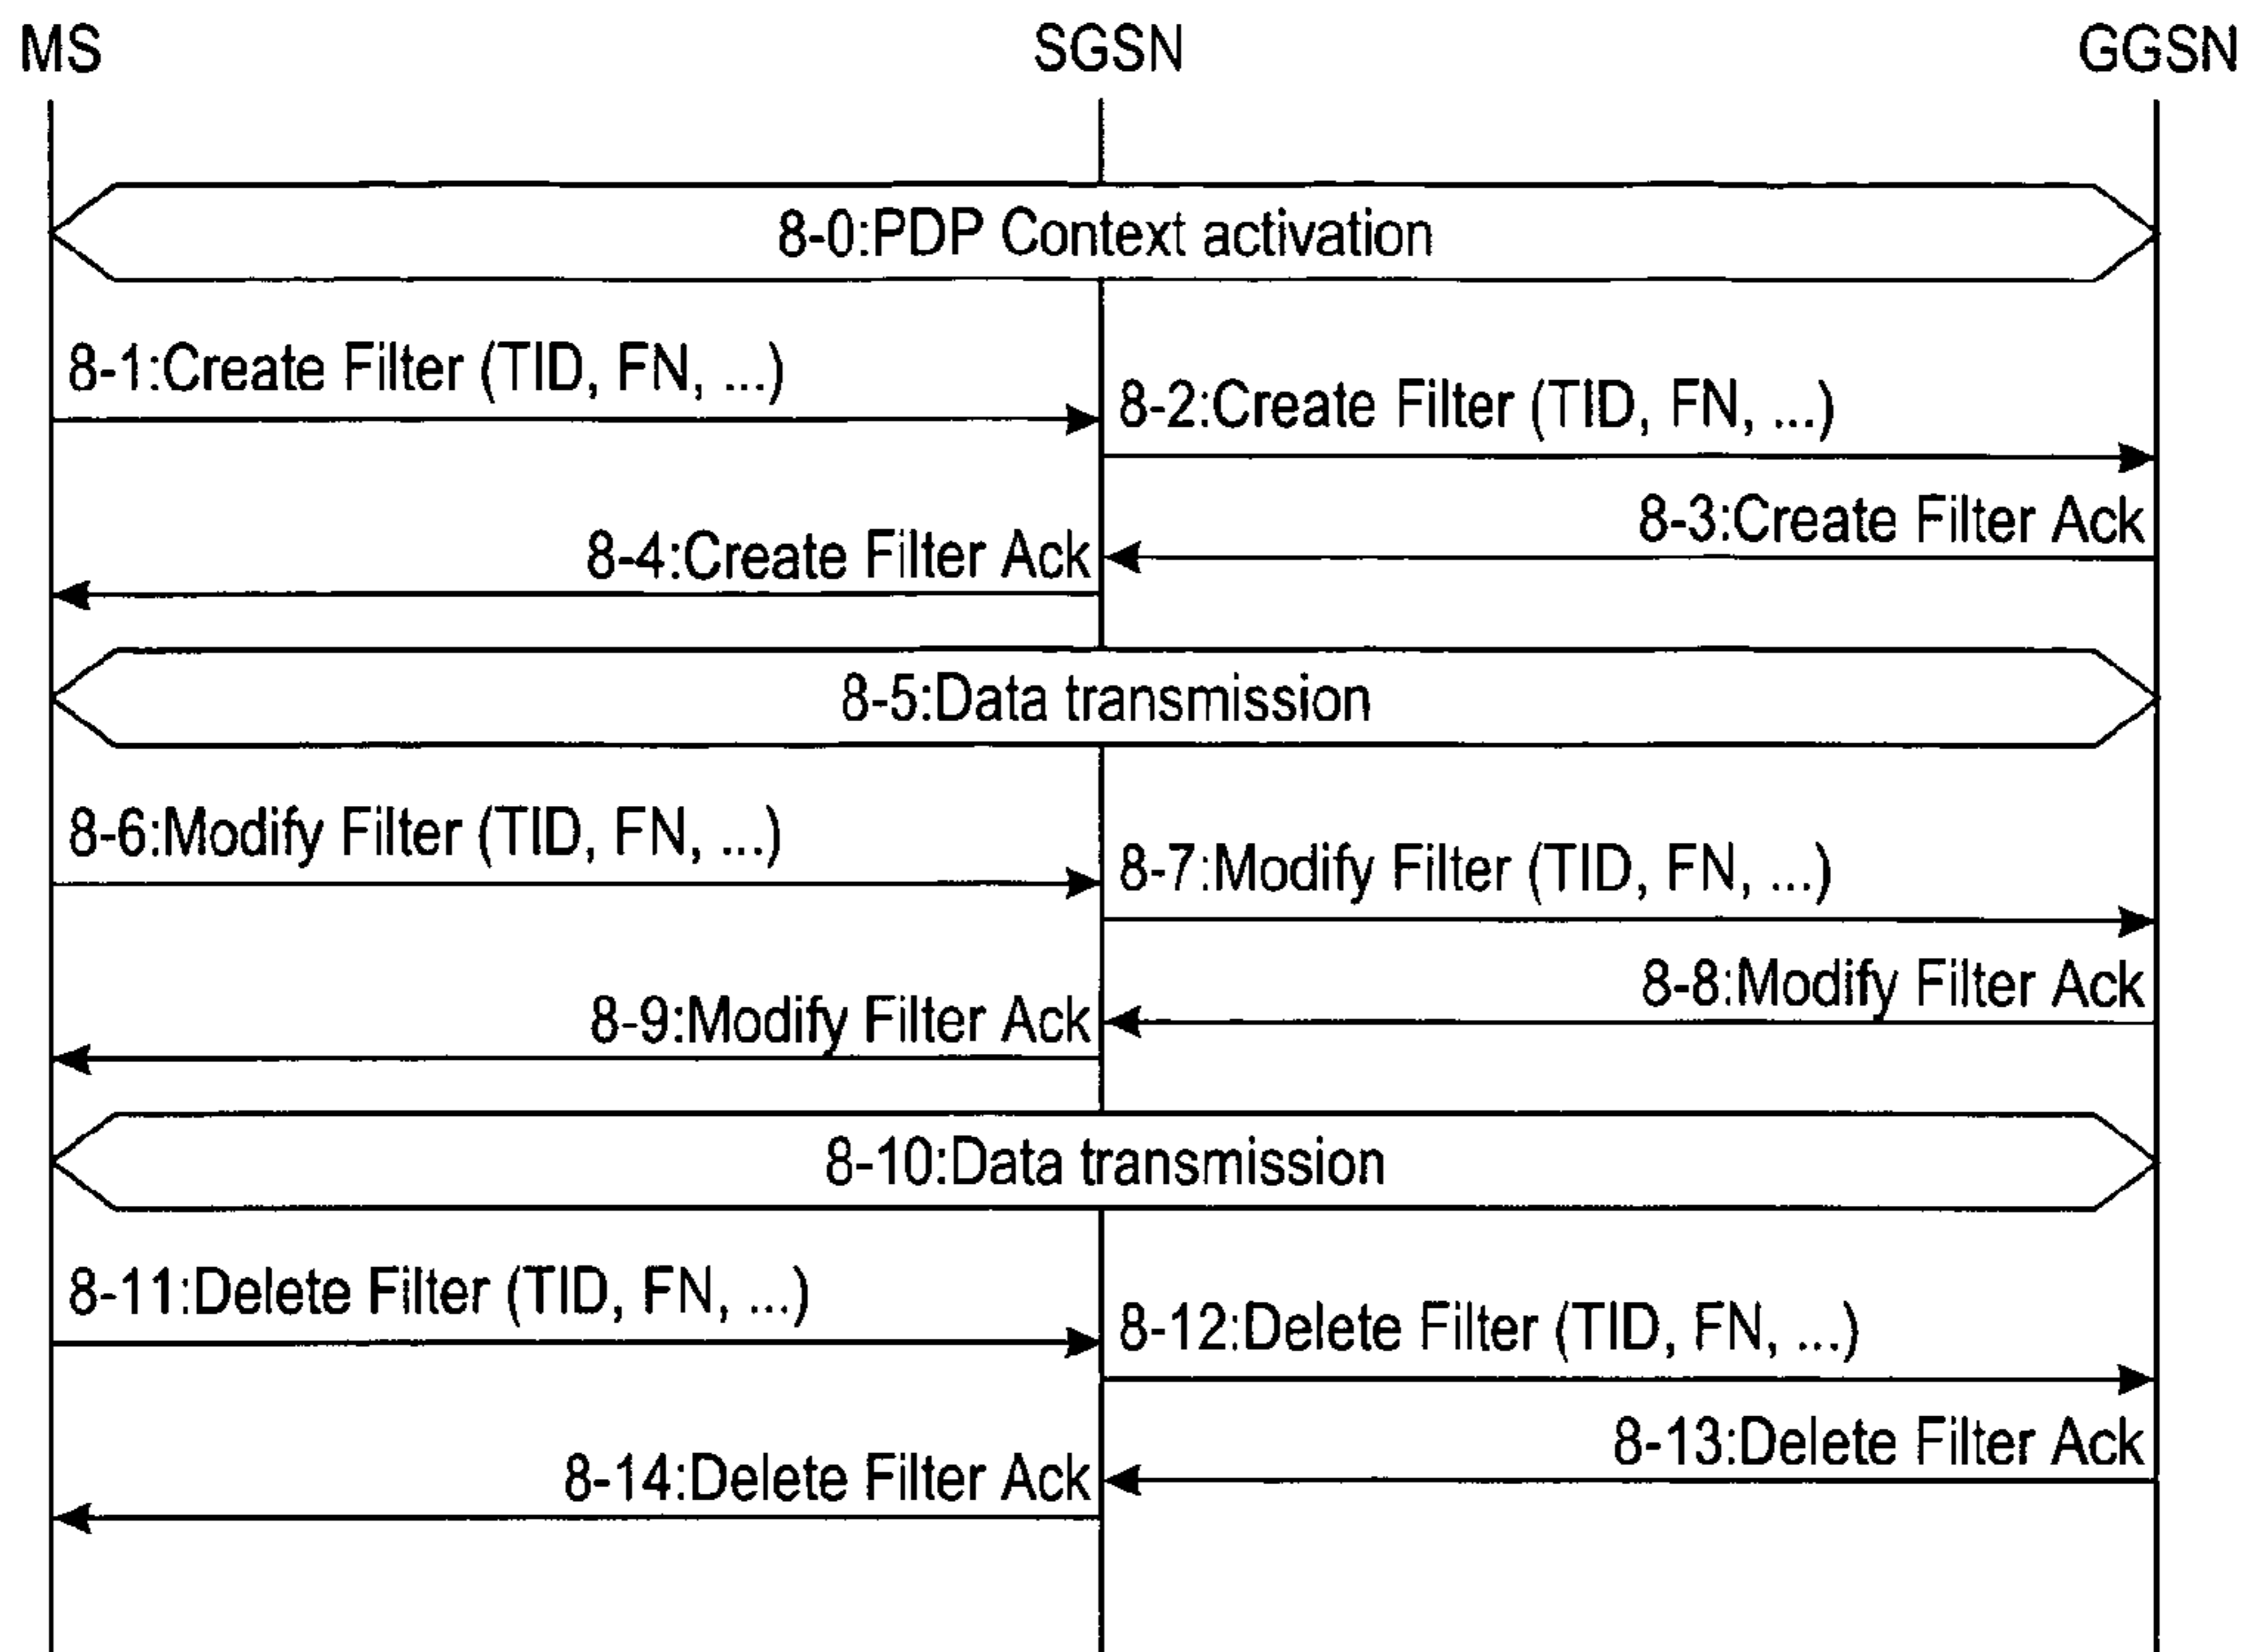 MS SGSN GGSN
8-0:PDP Context activation
8-1:Create Filter (TID, FN, ...)
8-2:Create Filter (TID, FN, ...)
8-3:Create Filter Ack
8-4:Create Filter Ack
8-5:Data transmission
8-6:Modify Filter (TID, FN, ...)
8-7:Modify Filter (TID, FN, ...)
8-8:Modify Filter Ack
8-9:Modify Filter Ack
8-10:Data transmission
8-11:Delete Filter (TID, FN, ...)
8-12:Delete Filter (TID, FN, ...)
8-13:Delete Filter Ack
8-14:Delete Filter Ack